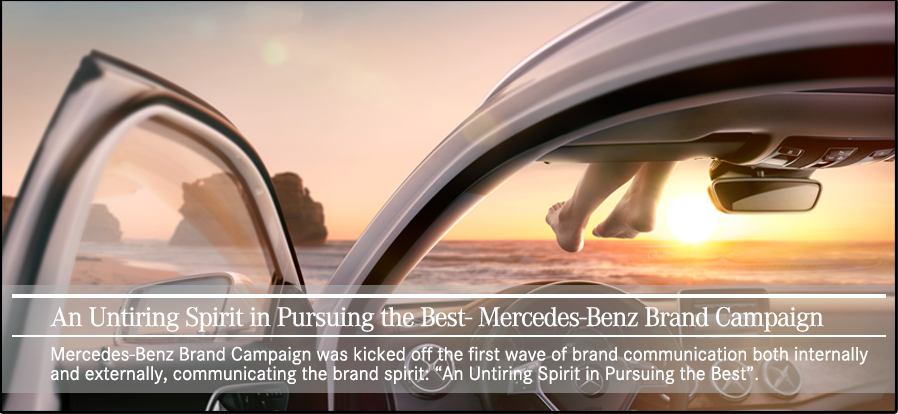 An Untiring Spirit in Pursuing the Best- Mercedes-Benz Brand Campaign
Mercedes-Benz Brand Campaign was kicked off the first wave of brand communication both internally
and externally, communicating the brand spirit: “An Untiring Spirit in Pursuing the Best”.